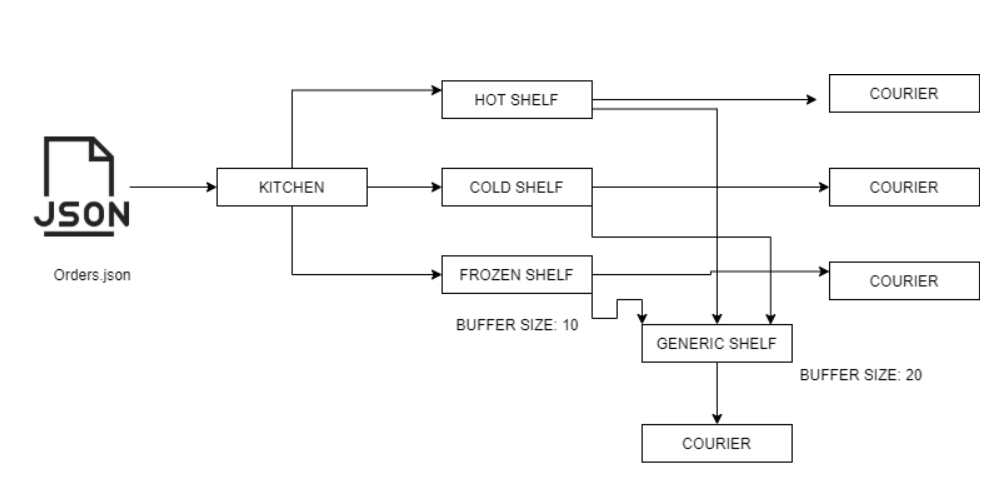 HOT SHELF
COURIER
JSON
KITCHEN
COLD SHELF
COURIER
Orders.json
FROZEN SHELF
COURIER
BUFFER SIZE: 10
GENERIC SHELF
BUFFER SIZE: 20
COURIER